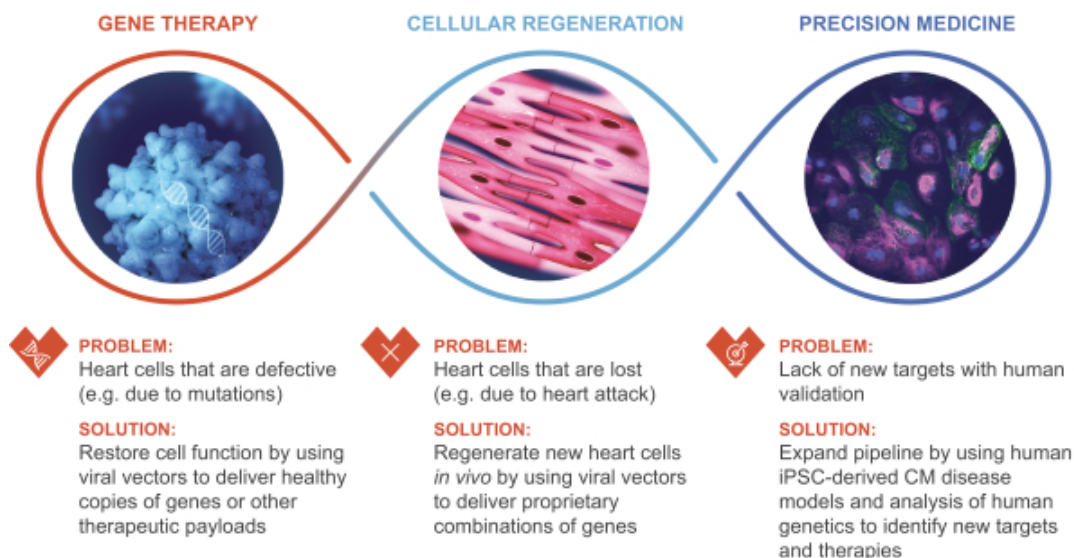 GENE THERAPY
PROBLEM:
Heart cells that are defective
(e.g. due to mutations)
SOLUTION:
Restore cell function by using
viral vectors to deliver healthy
copies of genes or other
therapeutic payloads
CELLULAR REGENERATION
PROBLEM:
Heart cells that are lost
(e.g. due to heart attack)
SOLUTION:
Regenerate new heart cells
in vivo by using viral vectors
to deliver proprietary
combinations of genes
PRECISION MEDICINE
PROBLEM:
Lack of new targets with human
validation
SOLUTION:
Expand pipeline by using human
iPSC-derived CM disease
models and analysis of human
genetics to identify new targets
and therapies